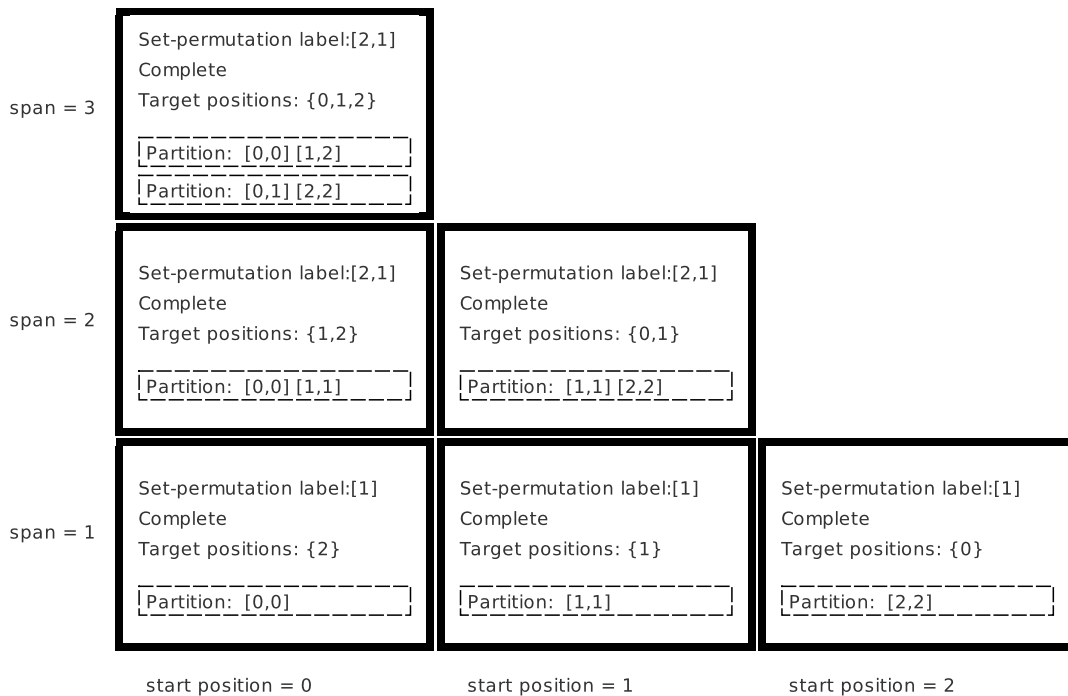 Set-permutation label:[2,1]
Complete
span = 3
Target positions: {0,1,2}
Partition: [0,0] [1,2]
Partition: [0,1] [2,2]
Set-permutation label:[2,1]
Complete
span = 2
Target positions: {1,2}
Partition: [0,0] [1,1]
Set-permutation label:[2,1]
Complete
Target positions: {0,1}
Partition: [1,1] [2,2]
Set-permutation label:[1]
Complete
span = 1
Target positions: {2}
Partition: [0,0]
Set-permutation label:[1]
Complete
Target positions: {1}
Partition: [1,1]
Set-permutation label:[1]
Complete
Target positions: {0}
Partition: [2,2]
start position = 0
start position = 1
start position = 2